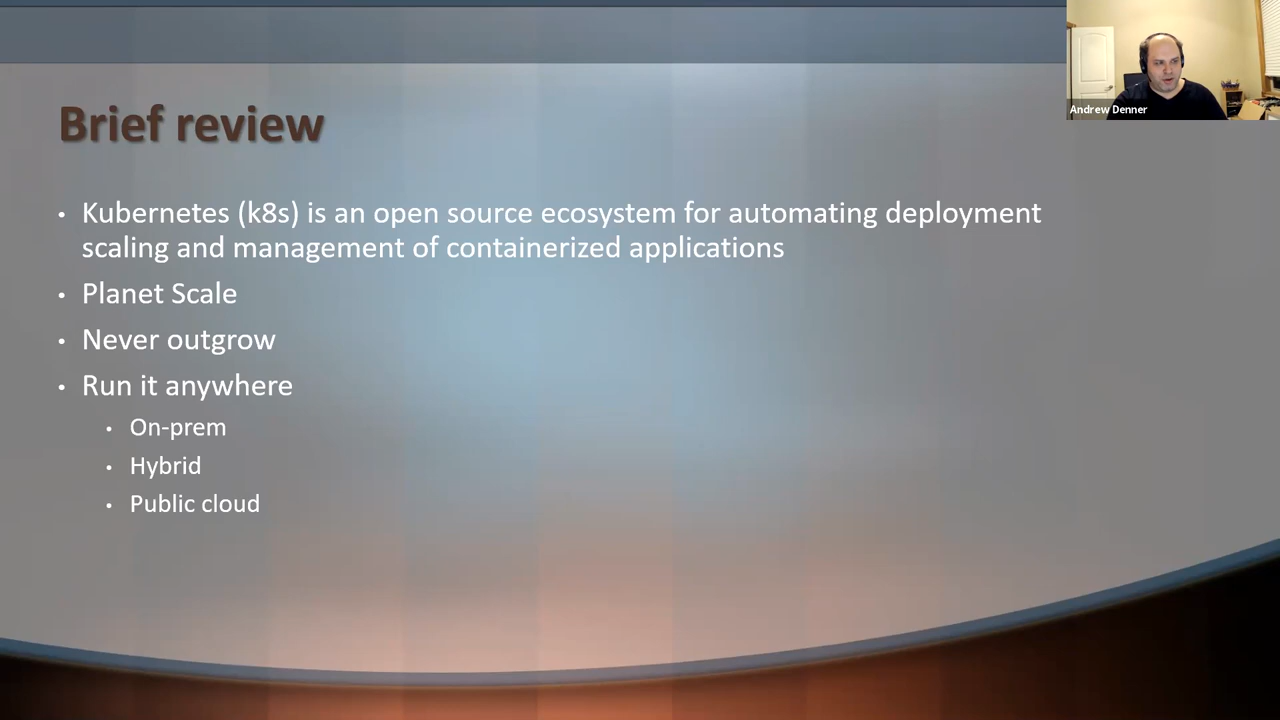 Brief review
• Kubernetes (k8s) is an open source ecosystem for automating deployment
scaling and management of containerized applications
• Planet Scale
• Never outgrow
• Run it anywhere
• On-prem
• Hybrid
• Public cloud
Andrew Denner